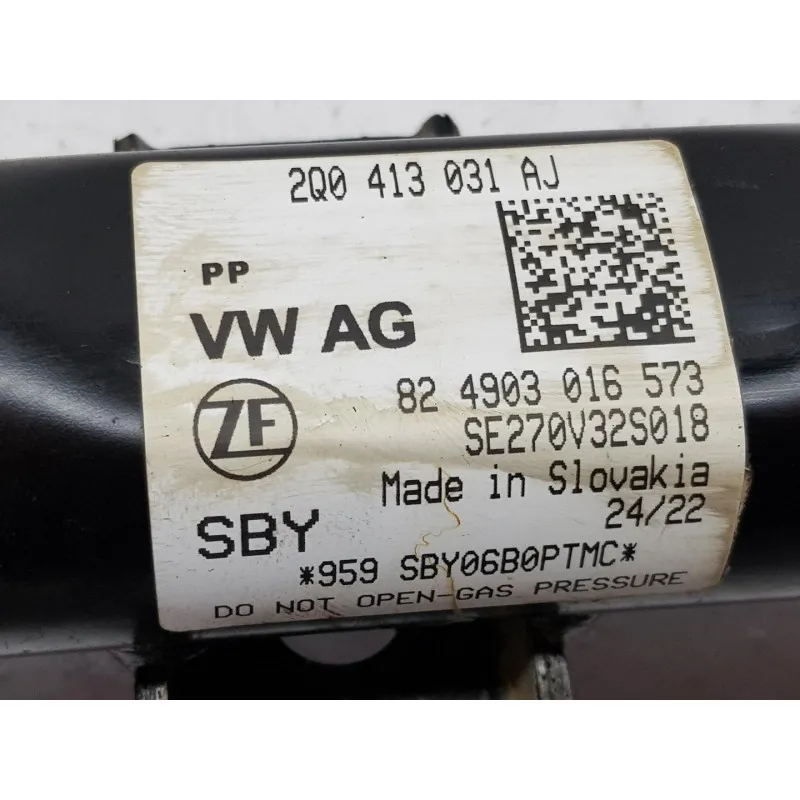 2Q0 413 031 AJ
PP
VW AG
ZF
82 4903 016 573
SE270V32S018
Made in Slovakia
24/22
SBY
*959 SBY06B0PTMC*
DO NOT OPEN-GAS PRESSURE